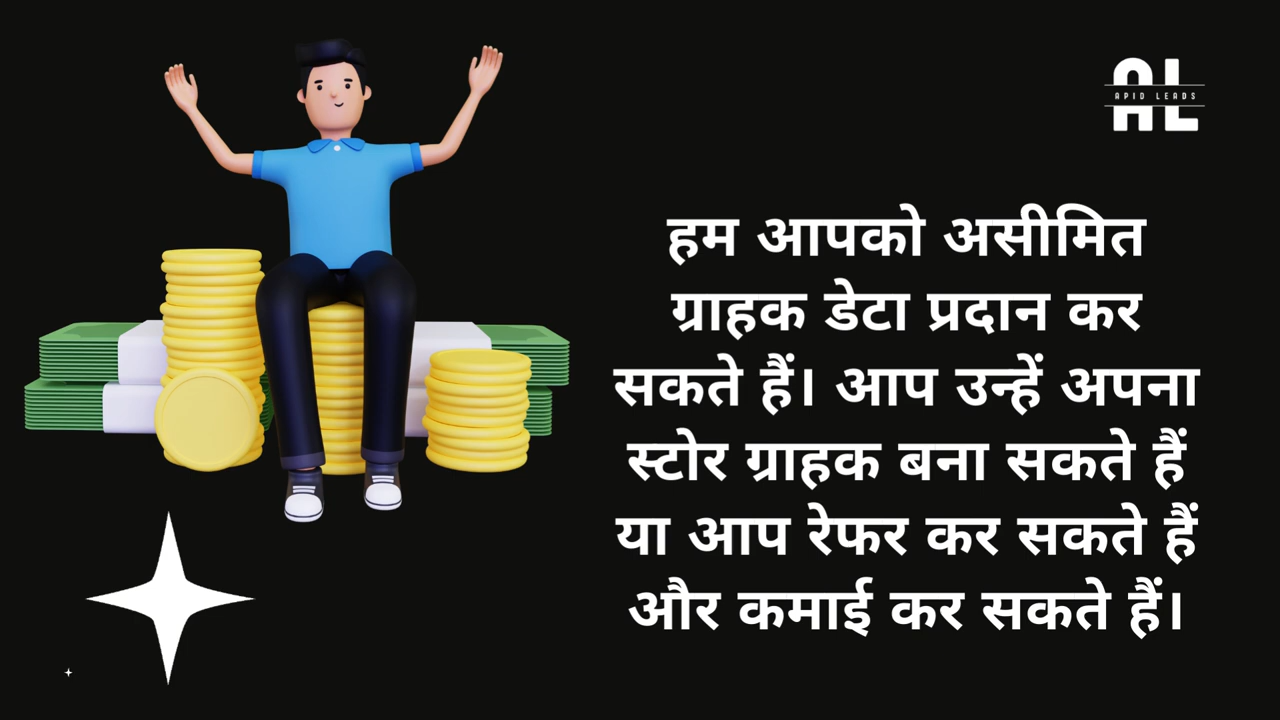 APID LEADS
हम आपको असीमित
ग्राहक डेटा प्रदान कर
सकते हैं। आप उन्हें अपना
स्टोर ग्राहक बना सकते हैं
या आप रेफर कर सकते हैं
और कमाई कर सकते हैं।